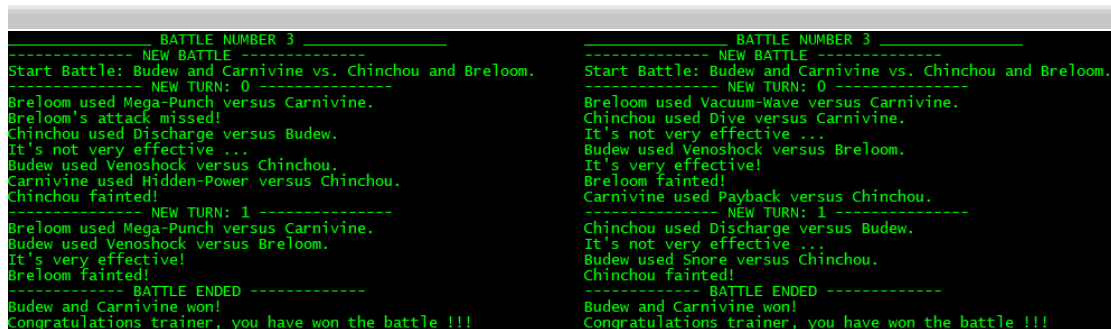 ________________ BATTLE NUMBER 3 ________________
-------------- NEW BATTLE --------------
Start Battle: Budew and Carnivine vs. Chinchou and Breloom.
--------------- NEW TURN: 0 ---------------
Breloom used Mega-Punch versus Carnivine.
Breloom's attack missed!
Chinchou used Discharge versus Budew.
It's not very effective ...
Budew used Venoshock versus Chinchou.
Carnivine used Hidden-Power versus Chinchou.
Chinchou fainted!
--------------- NEW TURN: 1 ---------------
Breloom used Mega-Punch versus Carnivine.
Budew used Venoshock versus Breloom.
It's very effective!
Breloom fainted!
------------- BATTLE ENDED -------------
Budew and Carnivine won!
Congratulations trainer, you have won the battle !!!
________________ BATTLE NUMBER 3 ________________
-------------- NEW BATTLE --------------
Start Battle: Budew and Carnivine vs. Chinchou and Breloom.
--------------- NEW TURN: 0 ---------------
Breloom used Vacuum-Wave versus Carnivine.
Chinchou used Dive versus Carnivine.
It's not very effective ...
Budew used Venoshock versus Breloom.
It's very effective!
Breloom fainted!
Carnivine used Payback versus Chinchou.
--------------- NEW TURN: 1 ---------------
Chinchou used Discharge versus Budew.
It's not very effective ...
Budew used Snore versus Chinchou.
Chinchou fainted!
------------- BATTLE ENDED -------------
Budew and Carnivine won!
Congratulations trainer, you have won the battle !!!